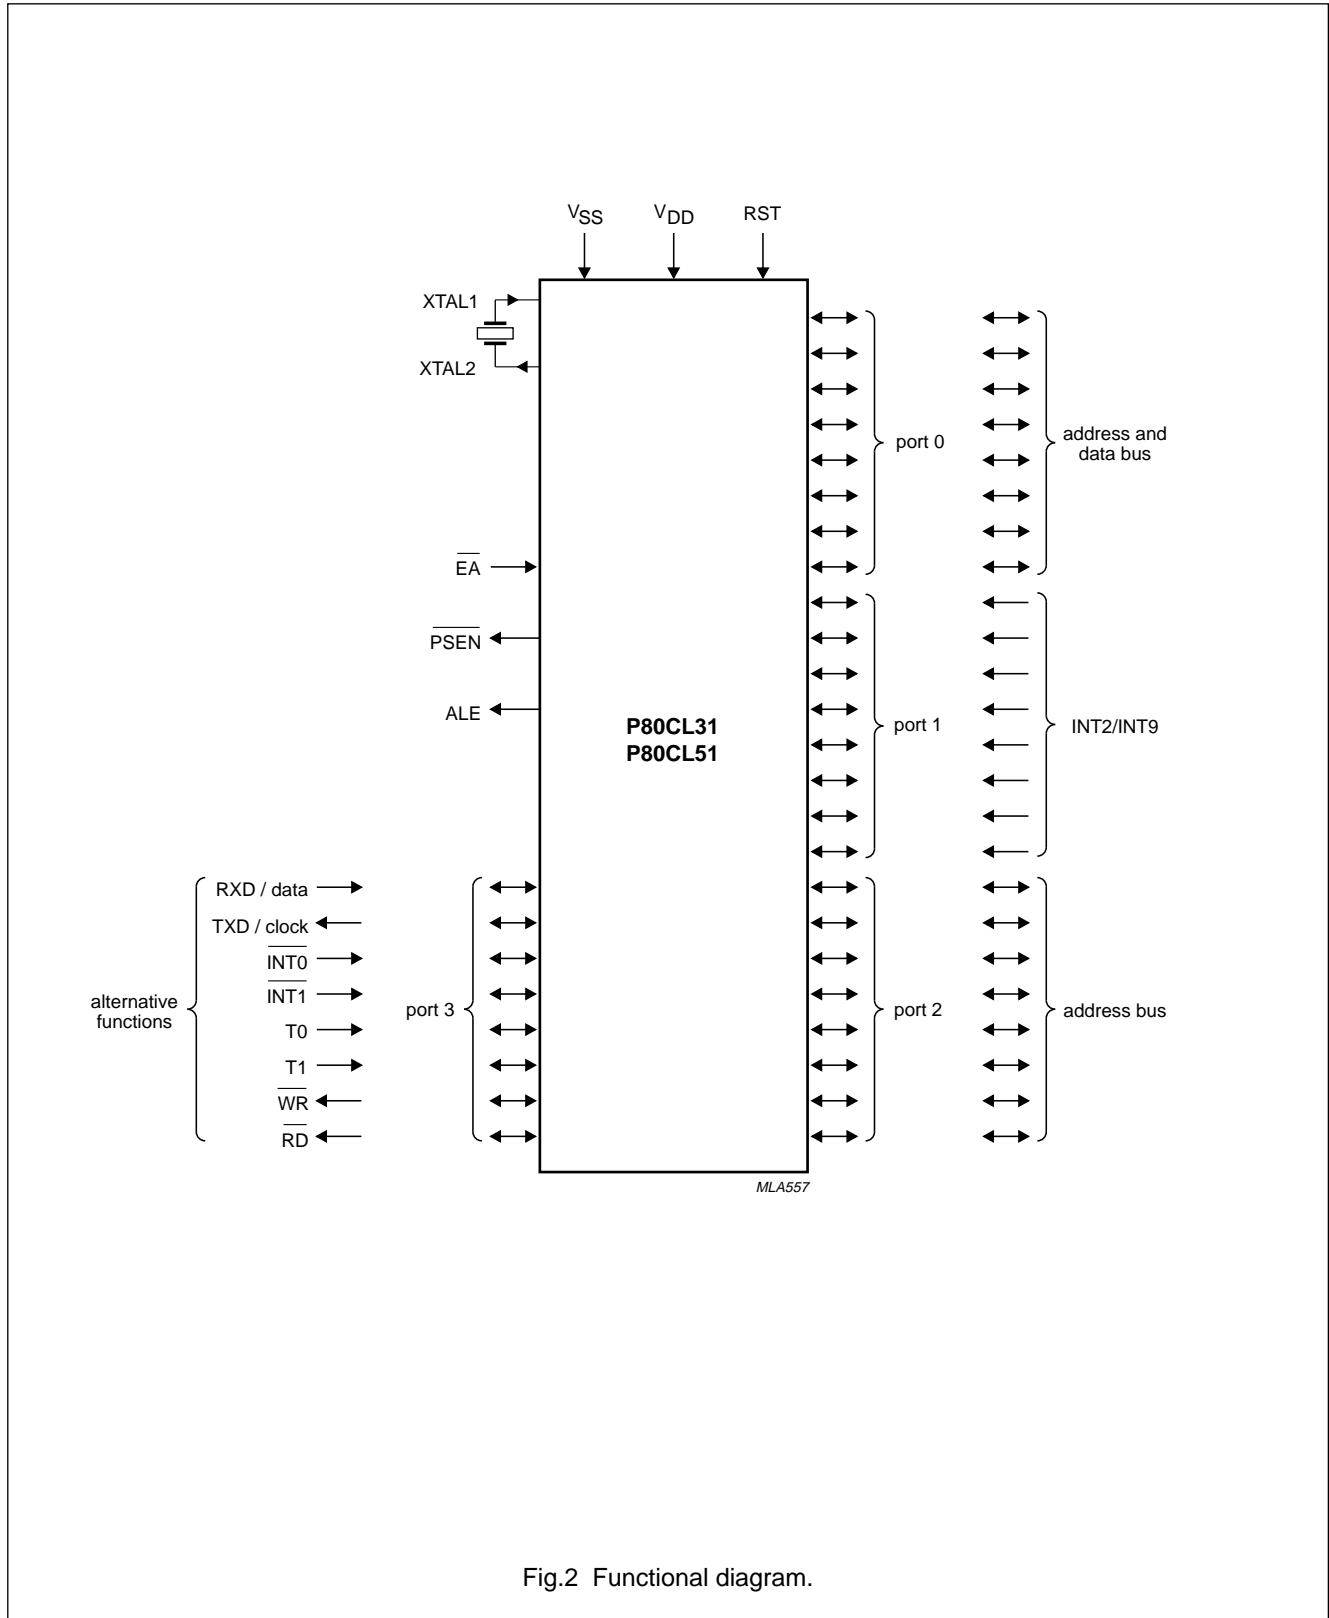 VSS VDD RST
XTAL1
XTAL2
port 0
address and
data bus
EA
PSEN
ALE
P80CL31
P80CL51
port 1
INT2/INT9
RXD / data
TXD / clock
INT0
INT1
T0
T1
WR
RD
alternative
functions
port 3
port 2
address bus
MLA557
Fig.2 Functional diagram.